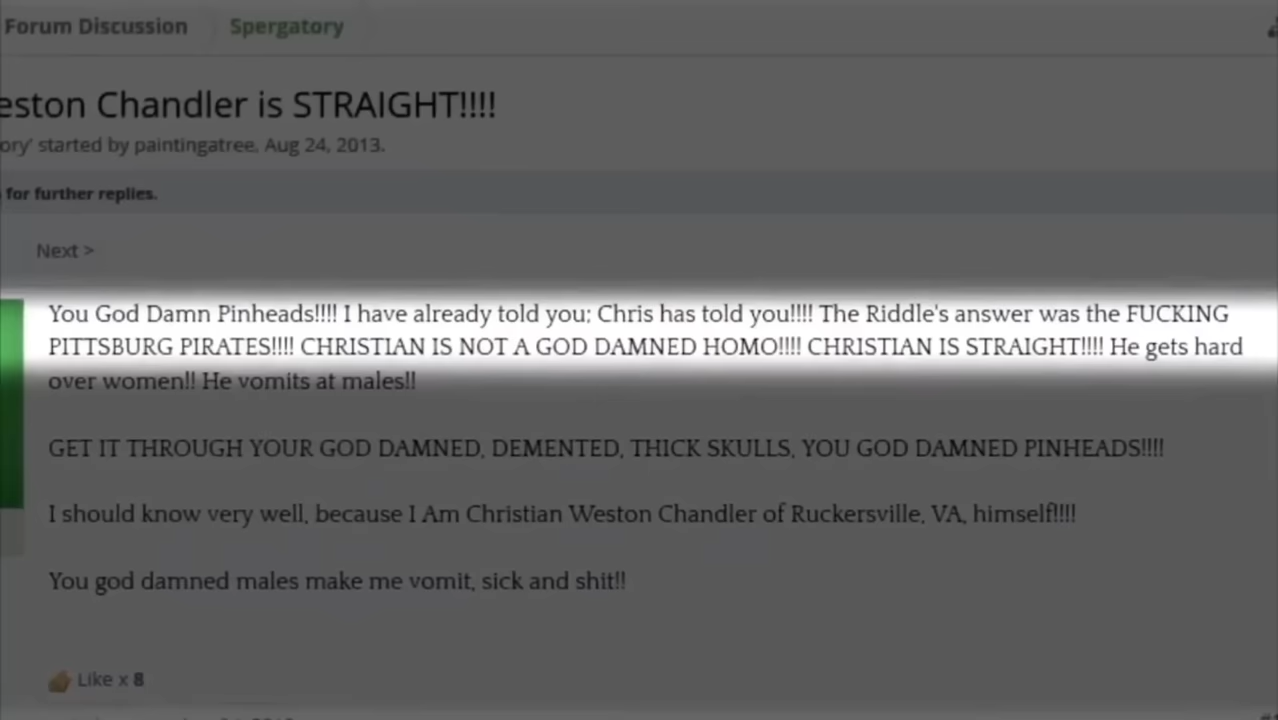 Forum Discussion Spergatory
eston Chandler is STRAIGHT!!!!
ory' started by paintingatree, Aug 24, 2013.
for further replies.
Next >
You God Damn Pinheads!!!! I have already told you; Chris has told you!!!! The Riddle's answer was the FUCKING
PITTSBURG PIRATES!!!! CHRISTIAN IS NOT A GOD DAMNED HOMO!!!! CHRISTIAN IS STRAIGHT!!!! He gets hard
over women!! He vomits at males!!
GET IT THROUGH YOUR GOD DAMNED, DEMENTED, THICK SKULLS, YOU GOD DAMNED PINHEADS!!!!
I should know very well, because I Am Christian Weston Chandler of Ruckersville, VA, himself!!!!
You god damned males make me vomit, sick and shit!!
Like x 8